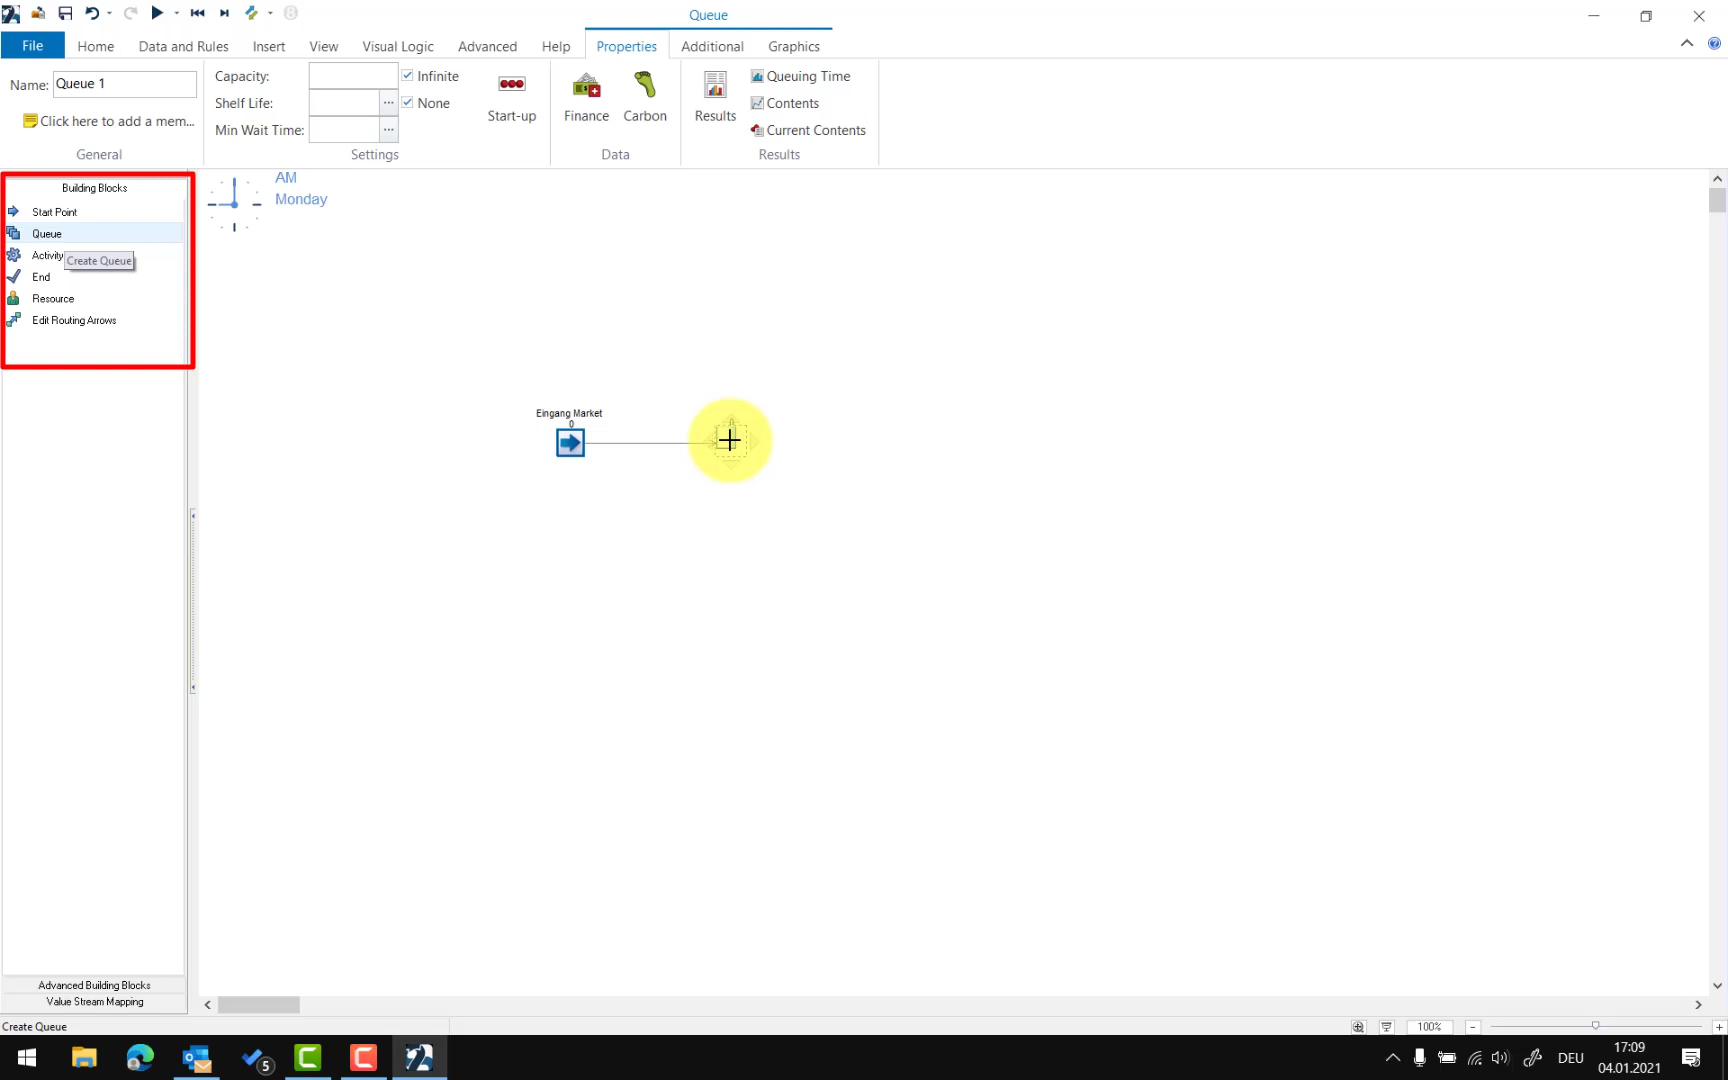 Queue
File Home Data and Rules Insert View Visual Logic Advanced Help Properties Additional Graphics
Name: Queue 1
Click here to add a mem...
General
Capacity: Infinite
Shelf Life: ... None
Min Wait Time: ...
Settings
Start-up
Finance Carbon
Data
Results
Queuing Time
Contents
Current Contents
Results
Building Blocks
Start Point
Queue
Activity
Create Queue
End
Resource
Edit Routing Arrows
AM
Monday
Eingang Market
0
Advanced Building Blocks
Value Stream Mapping
Create Queue
100%
5
DEU
17:09
04.01.2021